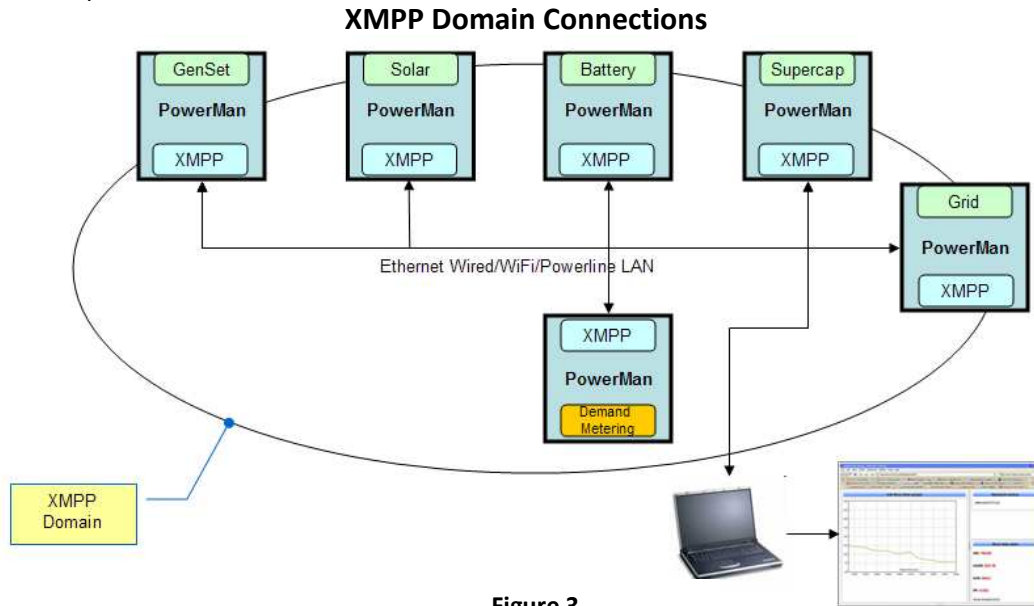 XMPP Domain Connections
GenSet
PowerMan
XMPP
Solar
PowerMan
XMPP
Battery
PowerMan
XMPP
Supercap
PowerMan
XMPP
Grid
PowerMan
XMPP
Ethernet Wired/WiFi/Powerline LAN
XMPP
PowerMan
Demand
Metering
XMPP
Domain
Figure 3